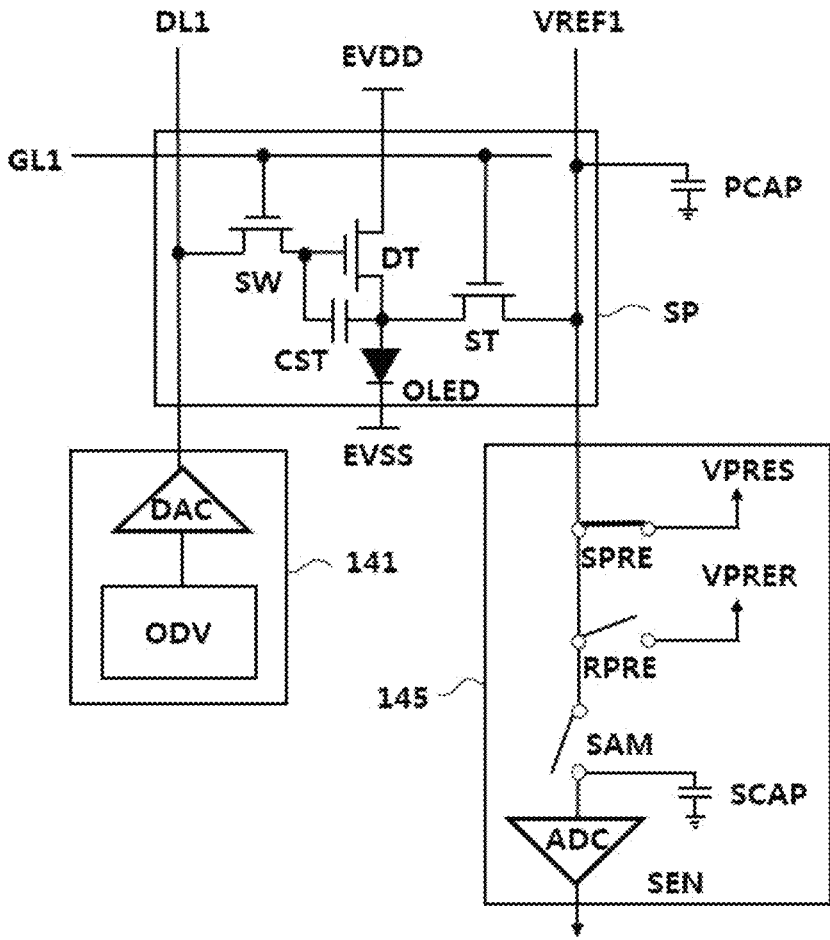 DL1
VREF1
EVDD
GL1
PCAP
DT
SW
SP
ST
CST
OLED
EVSS
VPRES
DAC
SPRE
141
VPRER
ODV
RPRE
145
SAM
SCAP
ADC
SEN